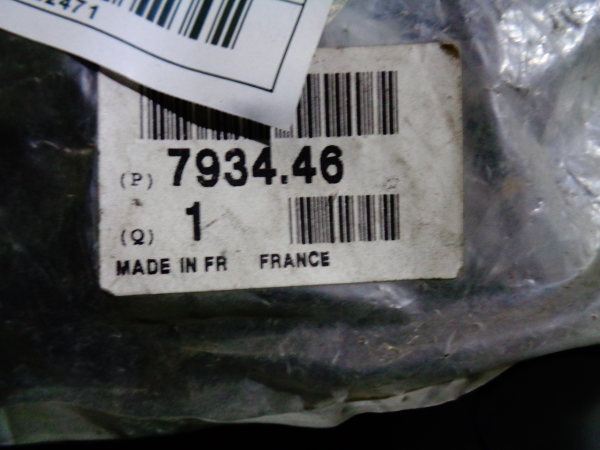 (P) 7934.46
(Q) 1
MADE IN FR FRANCE